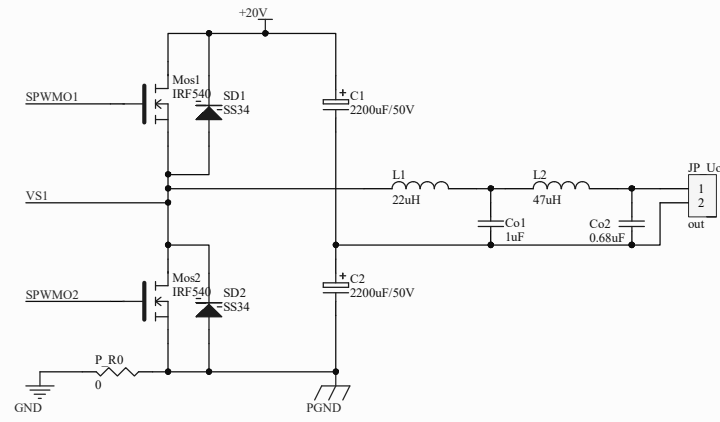 +20V
Mos1
IRF540
SPWMO1
SD1
SS34
C1
2200uF/50V
VS1
L1
22uH
L2
47uH
JP_Uo
1
2
out
Co1
1uF
Co2
0.68uF
Mos2
IRF540
SPWMO2
SD2
SS34
C2
2200uF/50V
P_R0
0
GND
PGND